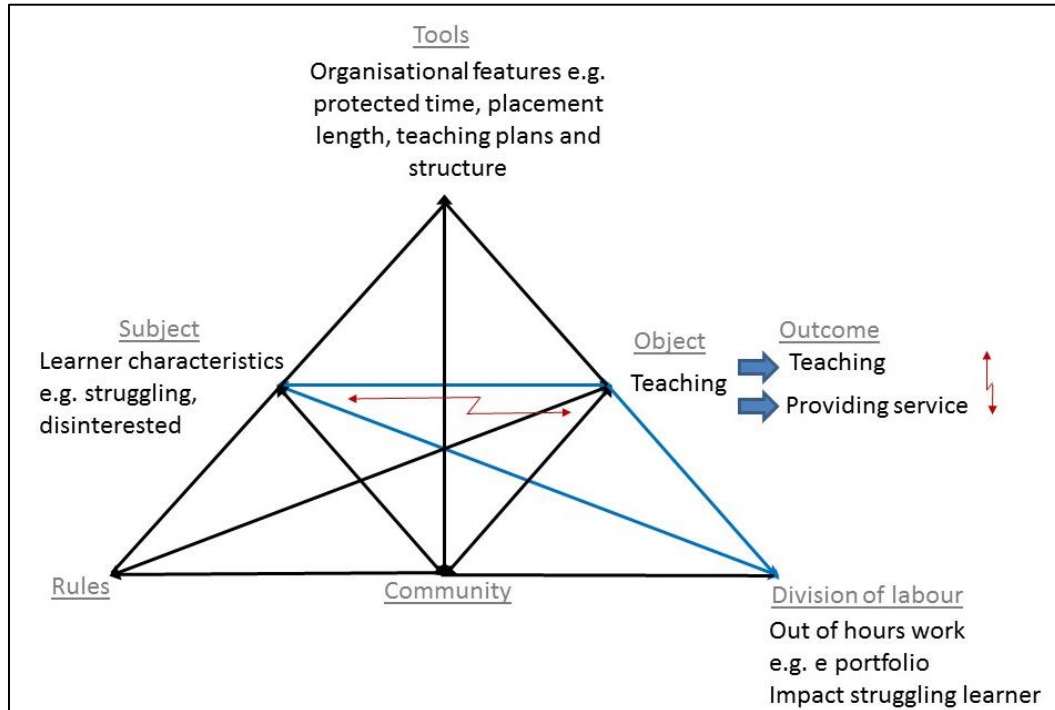 Tools
Organisational features e.g.
protected time, placement
length, teaching plans and
structure
Subject
Learner characteristics
e.g. struggling,
disinterested
Object
Teaching
Outcome
Teaching
Providing service
Rules
Community
Division of labour
Out of hours work
e.g. e portfolio
Impact struggling learner